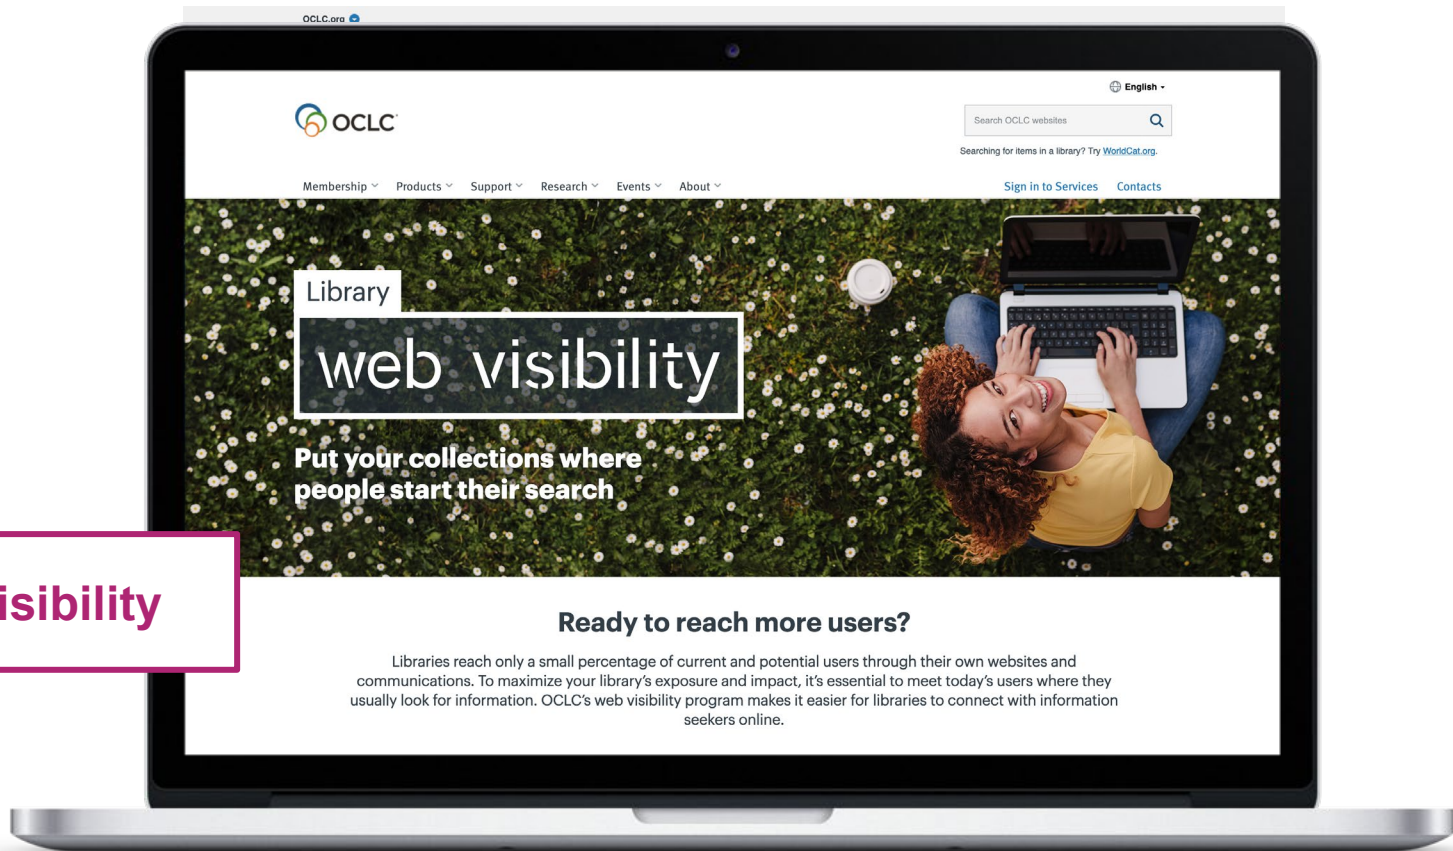 OCLC.org
English
OCLC
Search OCLC websites
Searching for items in a library? Try WorldCat.org.
Membership Products Support Research Events About Sign in to Services Contacts
Library
web visibility
Put your collections where
people start their search
isibility
Ready to reach more users?
Libraries reach only a small percentage of current and potential users through their own websites and
communications. To maximize your library's exposure and impact, it's essential to meet today's users where they
usually look for information. OCLC's web visibility program makes it easier for libraries to connect with information
seekers online.